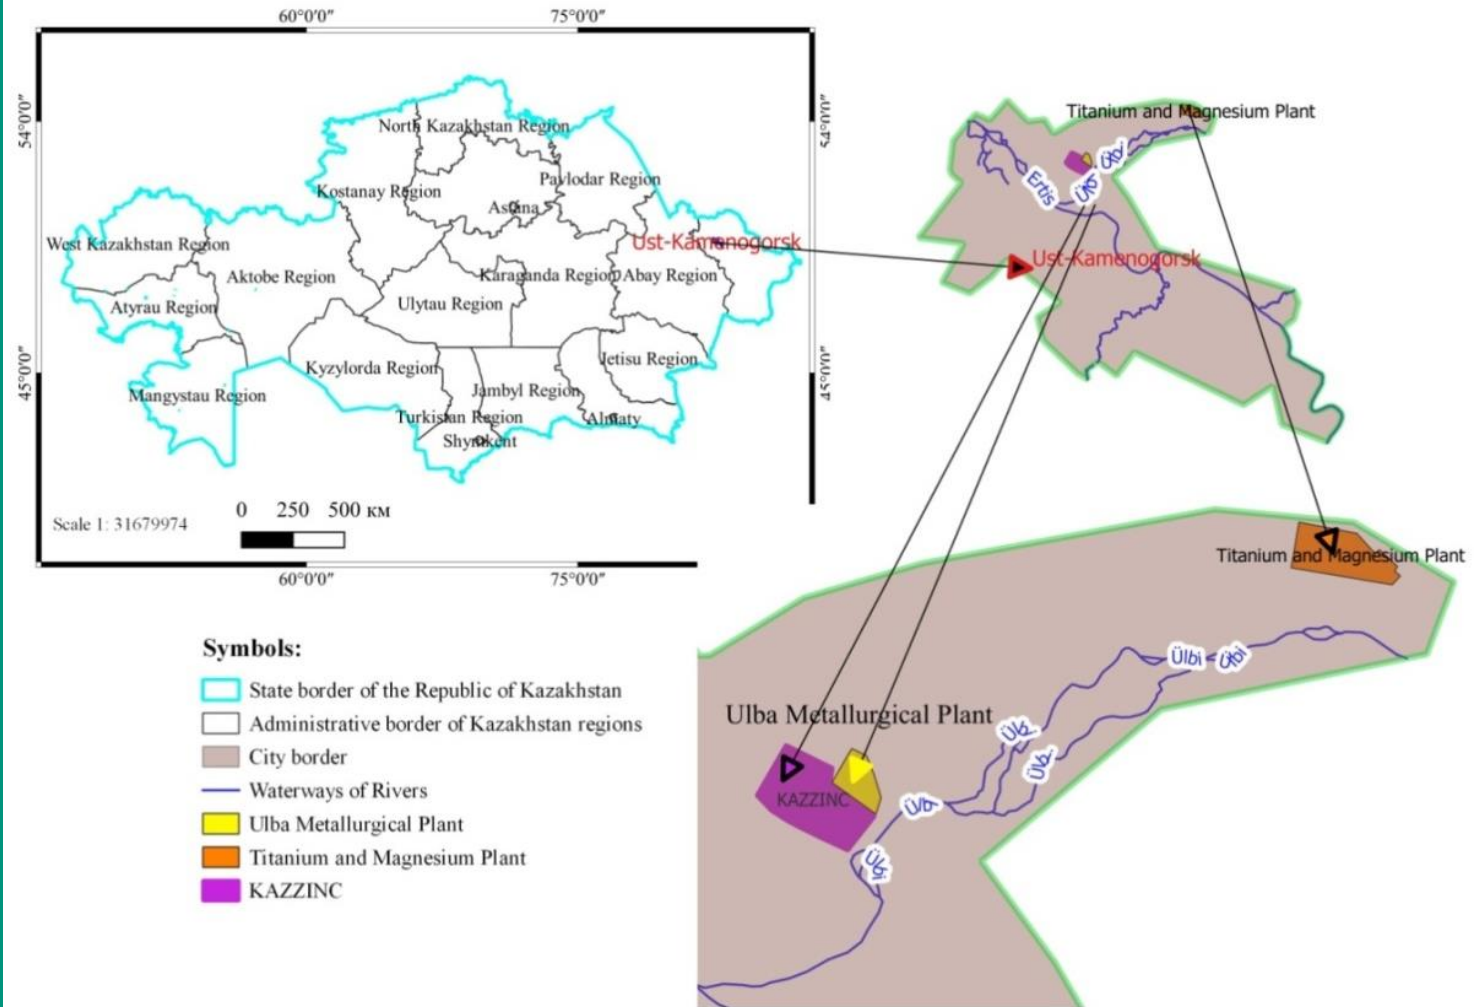 60°0'0"
75°0'0"
54°0'0"
54°0'0"
North Kazakhstan Region
Kostanay Region
Pavlodar Region
Astana
West Kazakhstan Region
Ust-Kamenogorsk
Aktobe Region
Karaganda Region
Abay Region
Atyrau Region
Ulytau Region
Kyzylorda Region
Jetisu Region
45°0'0"
45°0'0"
Mangystau Region
Jambyl Region
Turkistan Region
Almaty
Shymkent
Scale 1: 31679974
0 250 500 км
60°0'0"
75°0'0"
Titanium and Magnesium Plant
Ertis
Ülbi
Ust-Kamenogorsk
Titanium and Magnesium Plant
Ülbi
Ülbi
Ulba Metallurgical Plant
KAZZINC
Ülbi
Symbols:
State border of the Republic of Kazakhstan
Administrative border of Kazakhstan regions
City border
Waterways of Rivers
Ulba Metallurgical Plant
Titanium and Magnesium Plant
KAZZINC